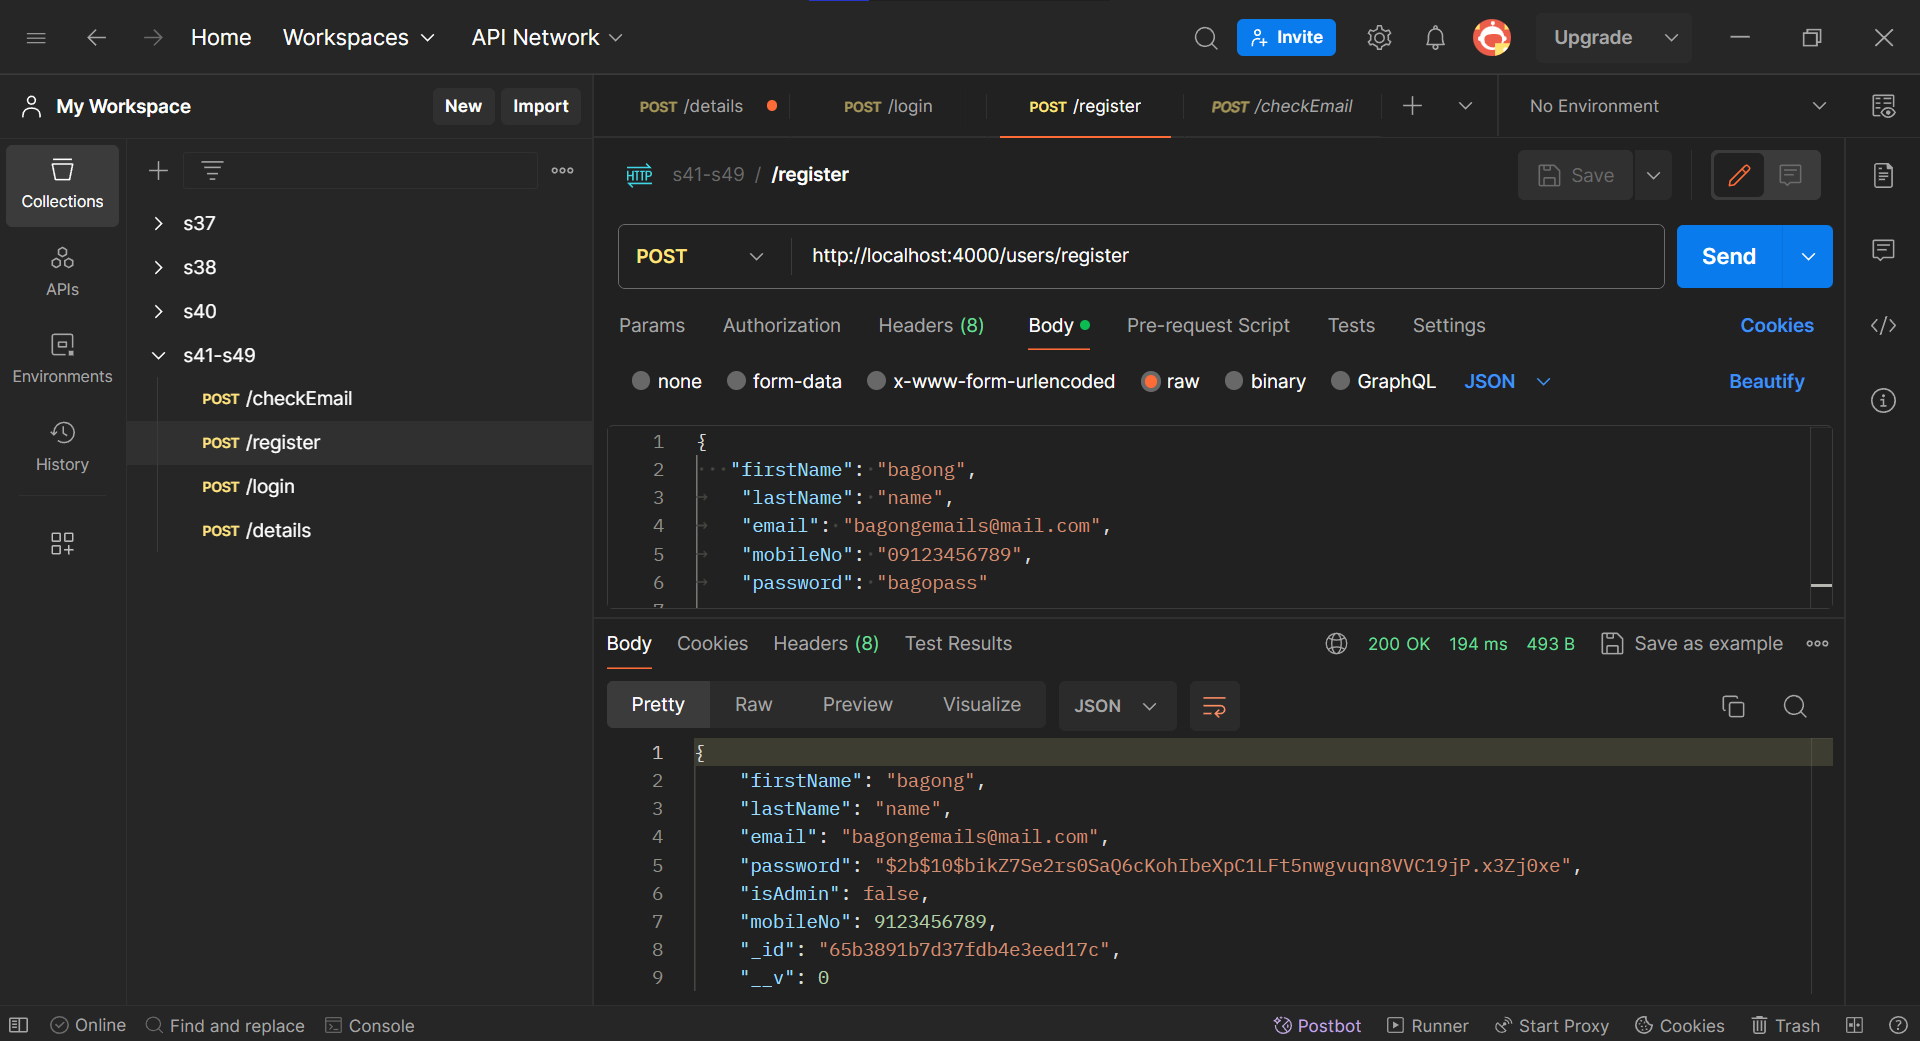 Home Workspaces API Network Invite Upgrade
My Workspace New Import POST /details POST /login POST /register POST /checkEmail No Environment
Collections
APIs
Environments
History
s37
s38
s40
s41-s49
POST /checkEmail
POST /register
POST /login
POST /details
HTTP s41-s49 / /register Save
POST http://localhost:4000/users/register Send
Params Authorization Headers (8) Body Pre-request Script Tests Settings Cookies
none form-data x-www-form-urlencoded raw binary GraphQL JSON Beautify
1 {
2 "firstName": "bagong",
3 "lastName": "name",
4 "email": "bagongemails@mail.com",
5 "mobileNo": "09123456789",
6 "password": "bagopass"
Body Cookies Headers (8) Test Results 200 OK 194 ms 493 B Save as example
Pretty Raw Preview Visualize JSON
1 {
2 "firstName": "bagong",
3 "lastName": "name",
4 "email": "bagongemails@mail.com",
5 "password": "$2b$10$bikZ7Se2rs0SaQ6cKohIbeXpC1LFt5nwgvuqn8VVC19jP.x3Zj0xe",
6 "isAdmin": false,
7 "mobileNo": 9123456789,
8 "_id": "65b3891b7d37fdb4e3eed17c",
9 "__v": 0
Online Find and replace Console Postbot Runner Start Proxy Cookies Trash